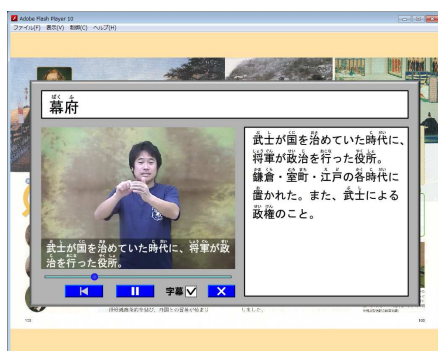 Adobe Flash Player 10
ファイル(F) 表示(V) 制御(C) ヘルプ(H)
ばく ふ
幕府
武士が国を治めていた時代に、
将軍が政治を行った役所。
鎌倉・室町・江戸の各時代に
置かれた。また、武士による
政権のこと。
武士が国を治めていた時代に、将軍が政
治を行った役所。
字幕